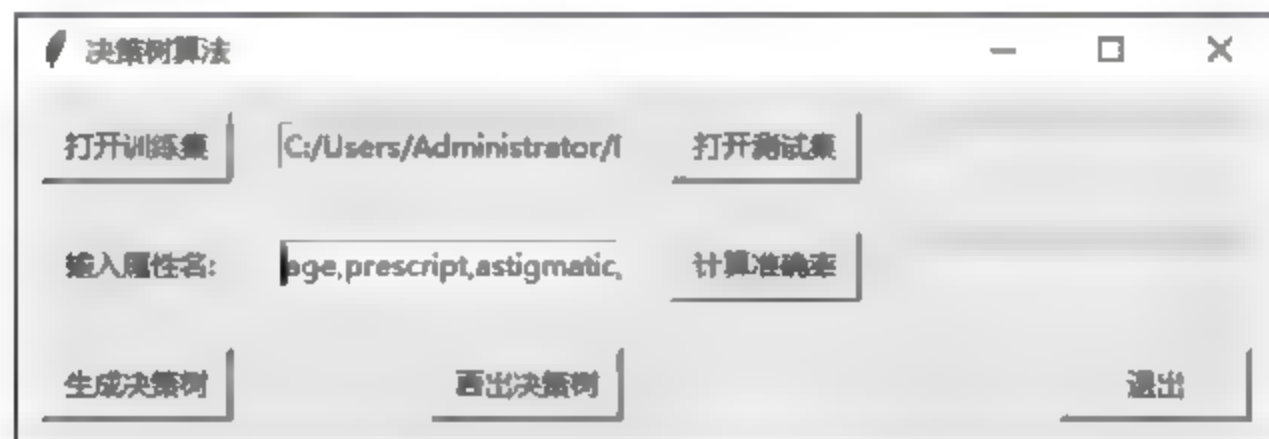 决策树算法
打开训练集 C:/Users/Administrator/ 打开测试集
输入属性名: age,prescript,astigmatic, 计算准确率
生成决策树 画出决策树 退出